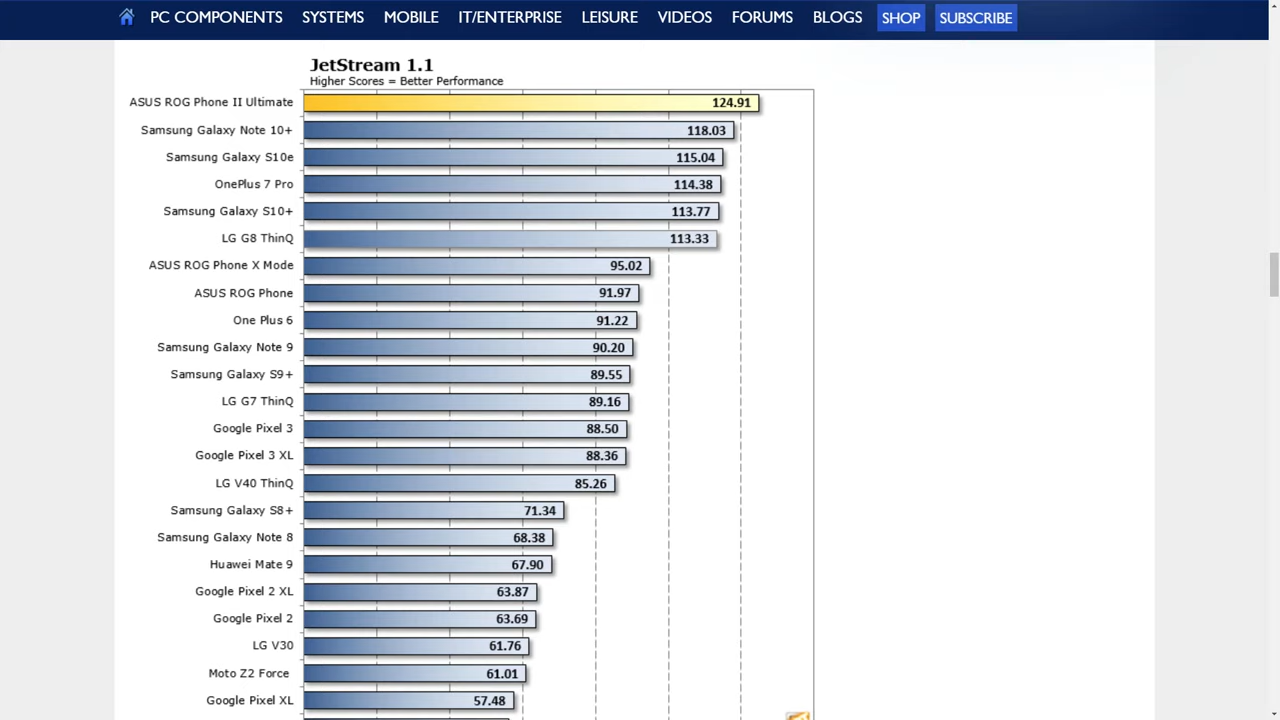 PC COMPONENTS SYSTEMS MOBILE IT/ENTERPRISE LEISURE VIDEOS FORUMS BLOGS SHOP SUBSCRIBE
JetStream 1.1
Higher Scores = Better Performance
ASUS ROG Phone II Ultimate 124.91
Samsung Galaxy Note 10+ 118.03
Samsung Galaxy S10e 115.04
OnePlus 7 Pro 114.38
Samsung Galaxy S10+ 113.77
LG G8 ThinQ 113.33
ASUS ROG Phone X Mode 95.02
ASUS ROG Phone 91.97
One Plus 6 91.22
Samsung Galaxy Note 9 90.20
Samsung Galaxy S9+ 89.55
LG G7 ThinQ 89.16
Google Pixel 3 88.50
Google Pixel 3 XL 88.36
LG V40 ThinQ 85.26
Samsung Galaxy S8+ 71.34
Samsung Galaxy Note 8 68.38
Huawei Mate 9 67.90
Google Pixel 2 XL 63.87
Google Pixel 2 63.69
LG V30 61.76
Moto Z2 Force 61.01
Google Pixel XL 57.48